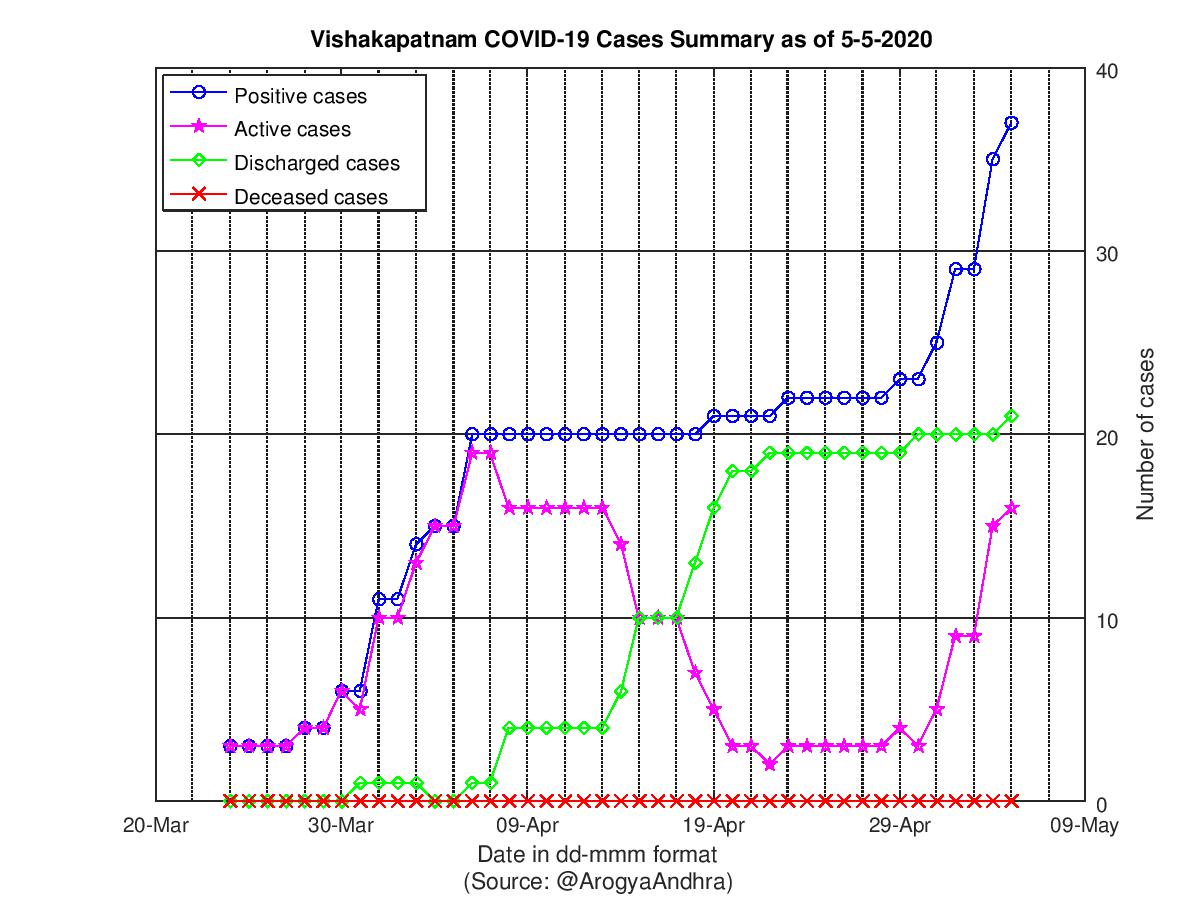 Vishakapatnam COVID-19 Cases Summary as of 5-5-2020
Positive cases
Active cases
Discharged cases
Deceased cases
40
30
20
10
0
Number of cases
20-Mar 30-Mar 09-Apr 19-Apr 29-Apr 09-May
Date in dd-mmm format
(Source: @ArogyaAndhra)